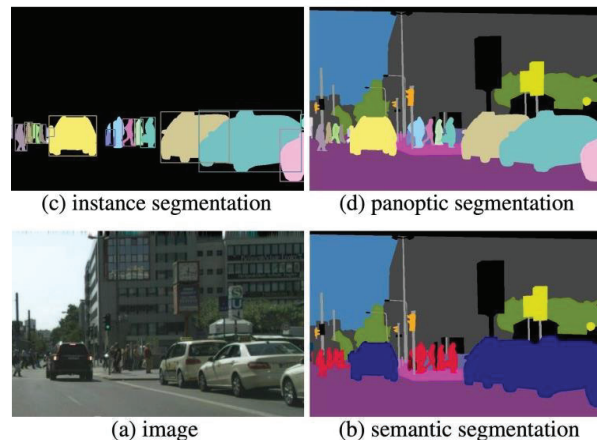 (c) instance segmentation
(d) panoptic segmentation
(a) image
(b) semantic segmentation